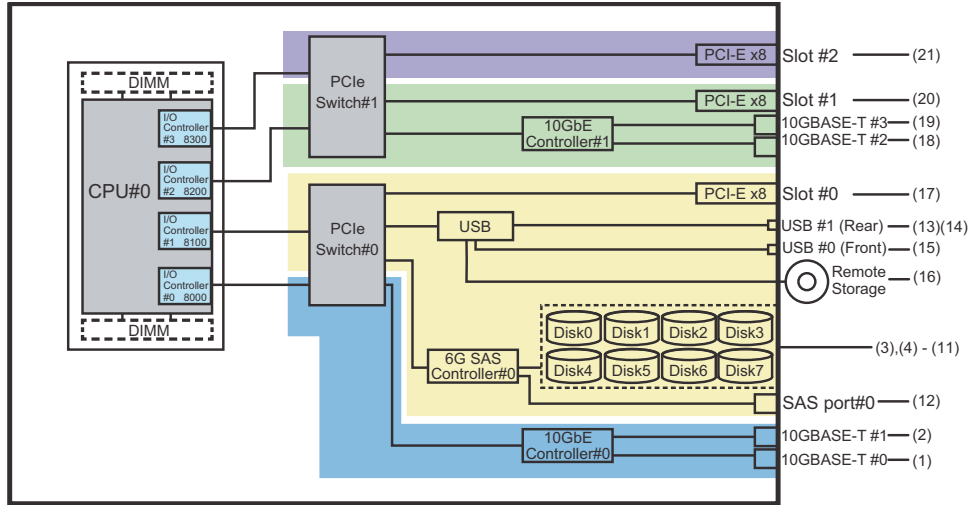 DIMM
CPU#0
I/O
Controller
#3 8300
I/O
Controller
#2 8200
I/O
Controller
#1 8100
I/O
Controller
#0 8000
DIMM
PCIe
Switch#1
PCI-E x8
Slot #2
(21)
PCI-E x8
Slot #1
(20)
10GbE
Controller#1
10GBASE-T #3
(19)
10GBASE-T #2
(18)
PCIe
Switch#0
PCI-E x8
Slot #0
(17)
USB
USB #1 (Rear)
(13)(14)
USB #0 (Front)
(15)
Remote
Storage
(16)
Disk0
Disk1
Disk2
Disk3
Disk4
Disk5
Disk6
Disk7
(3),(4) - (11)
6G SAS
Controller#0
SAS port#0
(12)
10GbE
Controller#0
10GBASE-T #1
(2)
10GBASE-T #0
(1)